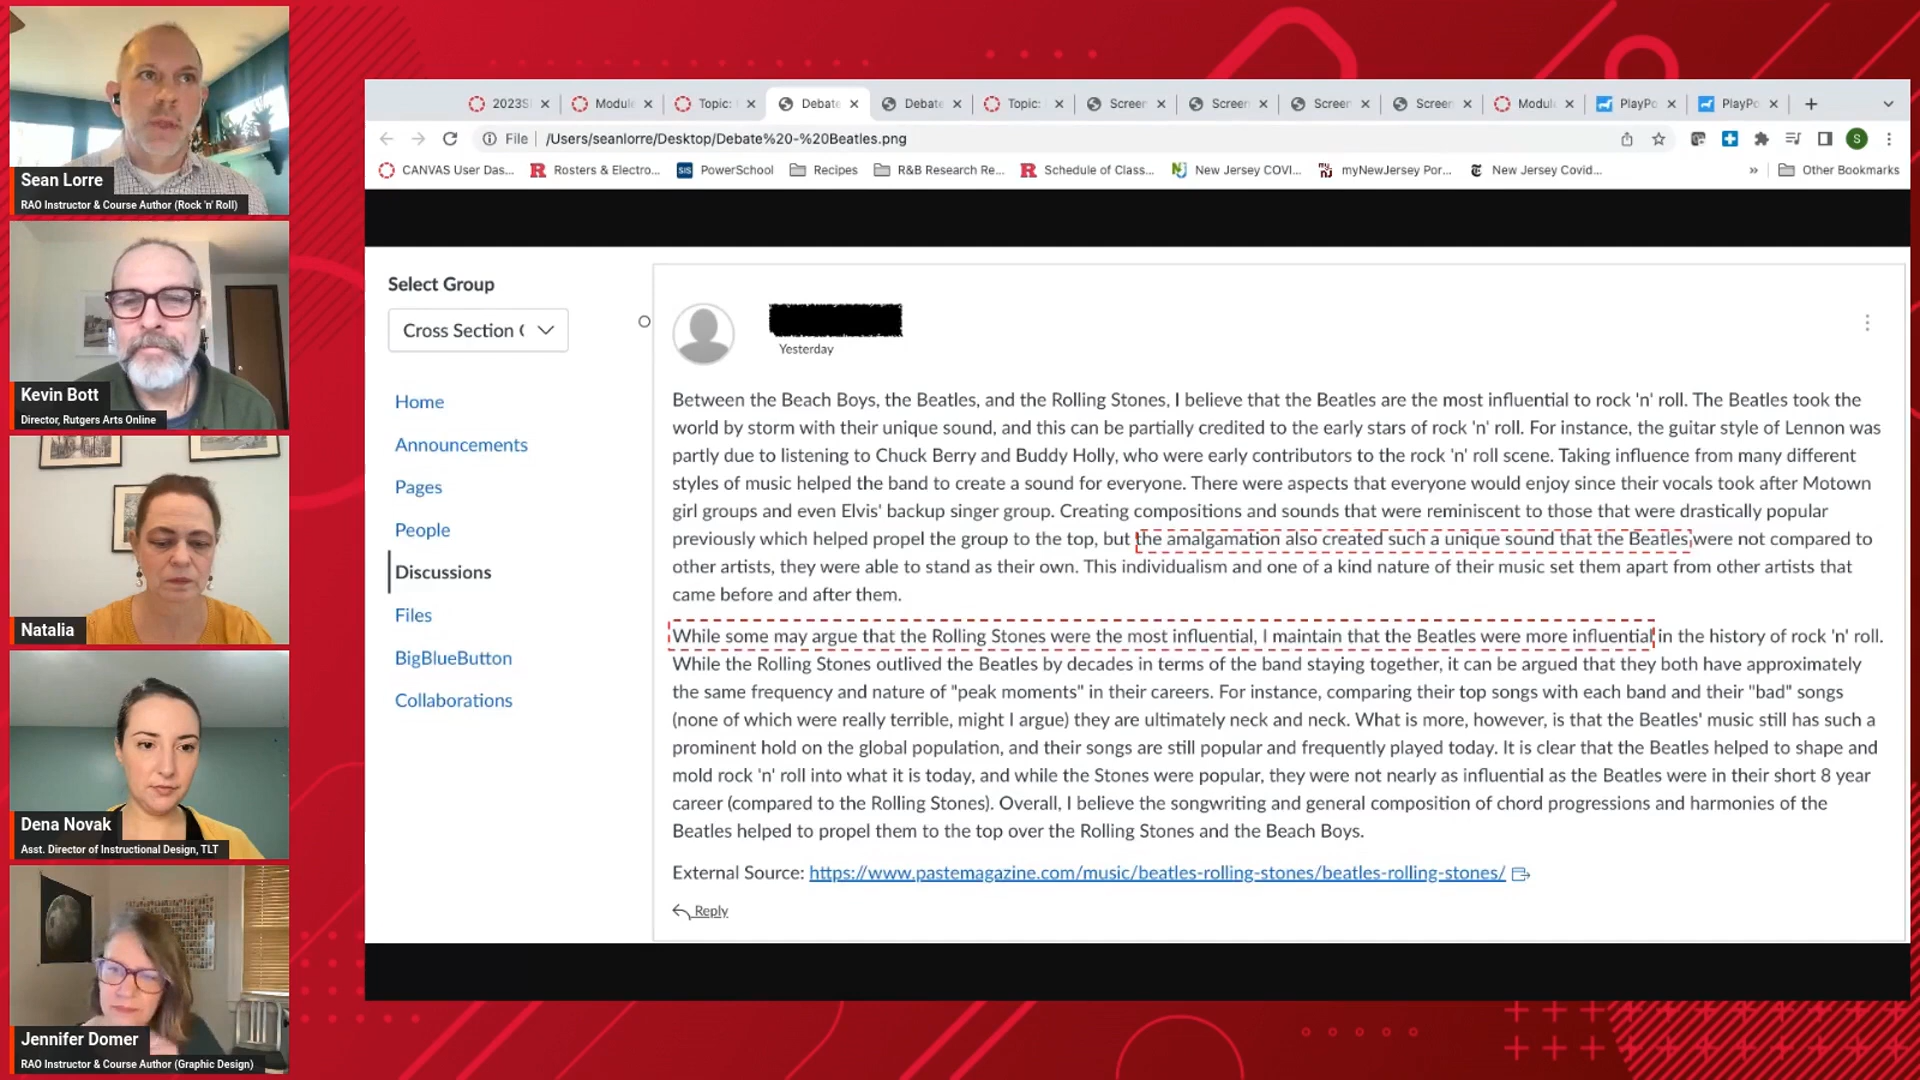 Sean Lorre
RAO Instructor & Course Author (Rock 'n' Roll)
Kevin Bott
Director, Rutgers Arts Online
Natalia
Dena Novak
Asst. Director of Instructional Design, TLT
Jennifer Domer
RAO Instructor & Course Author (Graphic Design)
2023S Module Topic: Debate Debate Topic: Screen Screen Screen Screen Module PlayPo PlayPo
File /Users/seanlorre/Desktop/Debate%20-%20Beatles.png S
CANVAS User Das... R Rosters & Electro... SIS PowerSchool Recipes R&B Research Re... R Schedule of Class... New Jersey COVI... my NJ myNewJersey Por... New Jersey Covid... » Other Bookmarks
Select Group
Cross Section
Home
Announcements
Pages
People
Discussions
Files
BigBlueButton
Collaborations
Yesterday
Between the Beach Boys, the Beatles, and the Rolling Stones, I believe that the Beatles are the most influential to rock 'n' roll. The Beatles took the
world by storm with their unique sound, and this can be partially credited to the early stars of rock 'n' roll. For instance, the guitar style of Lennon was
partly due to listening to Chuck Berry and Buddy Holly, who were early contributors to the rock 'n' roll scene. Taking influence from many different
styles of music helped the band to create a sound for everyone. There were aspects that everyone would enjoy since their vocals took after Motown
girl groups and even Elvis' backup singer group. Creating compositions and sounds that were reminiscent to those that were drastically popular
previously which helped propel the group to the top, but the amalgamation also created such a unique sound that the Beatles were not compared to
other artists, they were able to stand as their own. This individualism and one of a kind nature of their music set them apart from other artists that
came before and after them.
While some may argue that the Rolling Stones were the most influential, I maintain that the Beatles were more influential in the history of rock 'n' roll.
While the Rolling Stones outlived the Beatles by decades in terms of the band staying together, it can be argued that they both have approximately
the same frequency and nature of "peak moments" in their careers. For instance, comparing their top songs with each band and their "bad" songs
(none of which were really terrible, might I argue) they are ultimately neck and neck. What is more, however, is that the Beatles' music still has such a
prominent hold on the global population, and their songs are still popular and frequently played today. It is clear that the Beatles helped to shape and
mold rock 'n' roll into what it is today, and while the Stones were popular, they were not nearly as influential as the Beatles were in their short 8 year
career (compared to the Rolling Stones). Overall, I believe the songwriting and general composition of chord progressions and harmonies of the
Beatles helped to propel them to the top over the Rolling Stones and the Beach Boys.
External Source: https://www.pastemagazine.com/music/beatles-rolling-stones/beatles-rolling-stones/
Reply